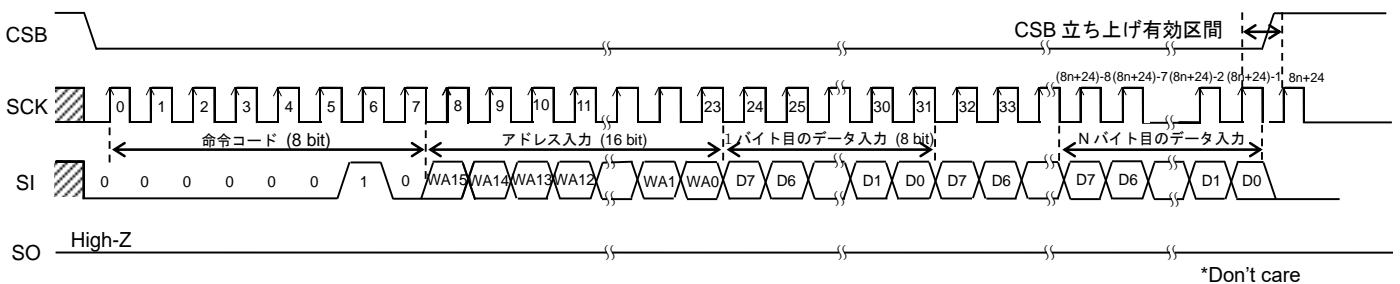 CSB
CSB 立ち上げ有効区間
(8n+24)-8 (8n+24)-7 (8n+24)-2 (8n+24)-1 8n+24
SCK 0 1 2 3 4 5 6 7 8 9 10 11 23 24 25 30 31 32 33
命令コード (8 bit) アドレス入力 (16 bit) 1 バイト目のデータ入力 (8 bit) N バイト目のデータ入力
SI 0 0 0 0 0 0 1 0 WA15 WA14 WA13 WA12 WA1 WA0 D7 D6 D1 D0 D7 D6 D7 D6 D1 D0
High-Z
SO
*Don't care